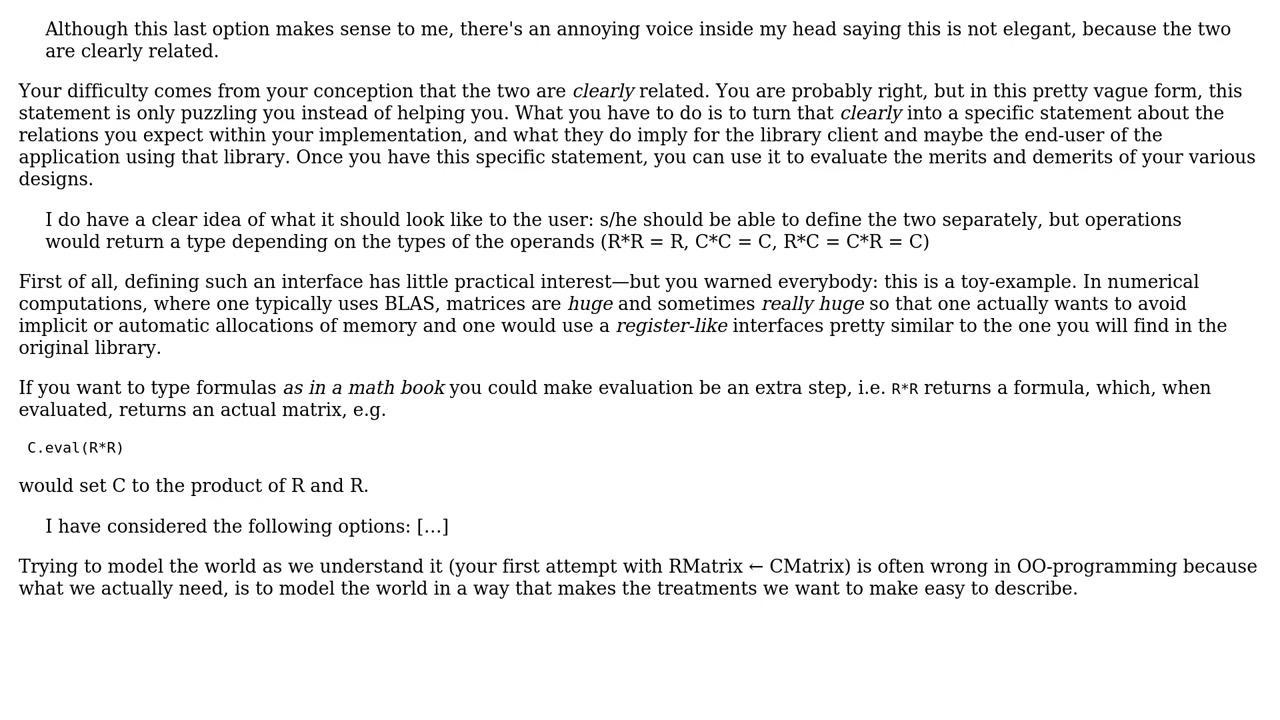 Although this last option makes sense to me, there's an annoying voice inside my head saying this is not elegant, because the two
are clearly related.
Your difficulty comes from your conception that the two are clearly related. You are probably right, but in this pretty vague form, this
statement is only puzzling you instead of helping you. What you have to do is to turn that clearly into a specific statement about the
relations you expect within your implementation, and what they do imply for the library client and maybe the end-user of the
application using that library. Once you have this specific statement, you can use it to evaluate the merits and demerits of your various
designs.
I do have a clear idea of what it should look like to the user: s/he should be able to define the two separately, but operations
would return a type depending on the types of the operands (R*R = R, C*C = C, R*C = C*R = C)
First of all, defining such an interface has little practical interest—but you warned everybody: this is a toy-example. In numerical
computations, where one typically uses BLAS, matrices are huge and sometimes really huge so that one actually wants to avoid
implicit or automatic allocations of memory and one would use a register-like interfaces pretty similar to the one you will find in the
original library.
If you want to type formulas as in a math book you could make evaluation be an extra step, i.e. R*R returns a formula, which, when
evaluated, returns an actual matrix, e.g.
C.eval(R*R)
would set C to the product of R and R.
I have considered the following options: […]
Trying to model the world as we understand it (your first attempt with RMatrix ← CMatrix) is often wrong in OO-programming because
what we actually need, is to model the world in a way that makes the treatments we want to make easy to describe.